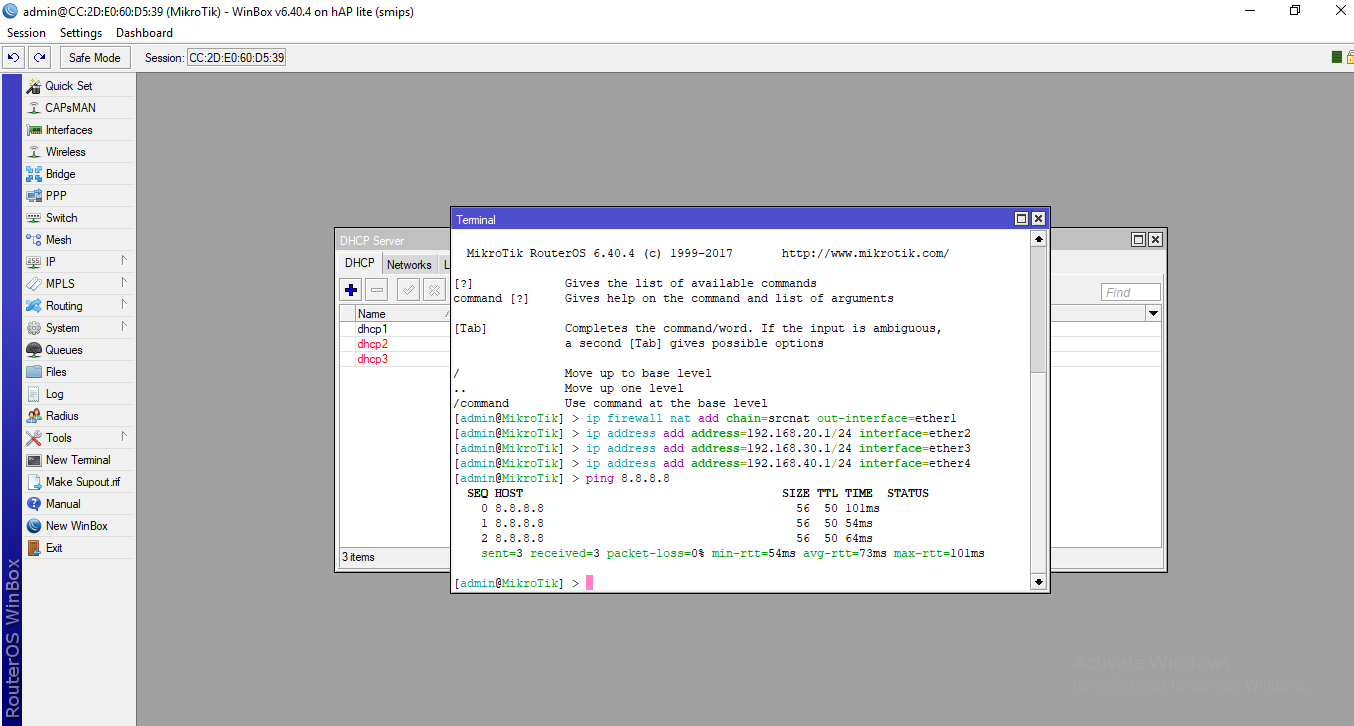 admin@CC:2D:E0:60:D5:39 (MikroTik) - WinBox v6.40.4 on hAP lite (smips)
Session Settings Dashboard
Safe Mode Session: CC:2D:E0:60:D5:39
Quick Set
CAPsMAN
Interfaces
Wireless
Bridge
PPP
Switch
Mesh
IP
MPLS
Routing
System
Queues
Files
Log
Radius
Tools
New Terminal
Make Supout.rif
Manual
New WinBox
Exit
RouterOS WinBox
DHCP Server
DHCP Networks L
Find
Name
dhcp1
dhcp2
dhcp3
3 items
Terminal
MikroTik RouterOS 6.40.4 (c) 1999-2017 http://www.mikrotik.com/
[?] Gives the list of available commands
command [?] Gives help on the command and list of arguments
[Tab] Completes the command/word. If the input is ambiguous,
a second [Tab] gives possible options
/ Move up to base level
.. Move up one level
/command Use command at the base level
[admin@MikroTik] > ip firewall nat add chain=srcnat out-interface=ether1
[admin@MikroTik] > ip address add address=192.168.20.1/24 interface=ether2
[admin@MikroTik] > ip address add address=192.168.30.1/24 interface=ether3
[admin@MikroTik] > ip address add address=192.168.40.1/24 interface=ether4
[admin@MikroTik] > ping 8.8.8.8
SEQ HOST SIZE TTL TIME STATUS
0 8.8.8.8 56 50 101ms
1 8.8.8.8 56 50 54ms
2 8.8.8.8 56 50 64ms
sent=3 received=3 packet-loss=0% min-rtt=54ms avg-rtt=73ms max-rtt=101ms
[admin@MikroTik] >
Activate Windows
Go to Settings to activate Windows.